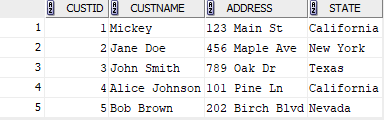 CUSTID CUSTNAME ADDRESS STATE
1 1 Mickey 123 Main St California
2 2 Jane Doe 456 Maple Ave New York
3 3 John Smith 789 Oak Dr Texas
4 4 Alice Johnson 101 Pine Ln California
5 5 Bob Brown 202 Birch Blvd Nevada